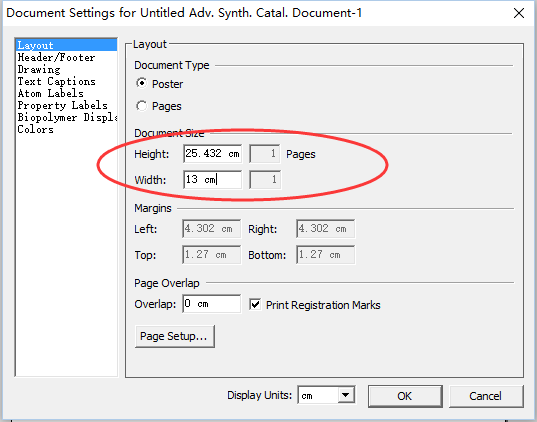 Document Settings for Untitled Adv. Synth. Catal. Document-1
Layout
Header/Footer
Drawing
Text Captions
Atom Labels
Property Labels
Biopolymer Displa
Colors
Layout
Document Type
Poster
Pages
Document Size
Height: 25.432 cm 1 Pages
Width: 13 cm 1
Margins
Left: 4.302 cm Right: 4.302 cm
Top: 1.27 cm Bottom: 1.27 cm
Page Overlap
Overlap: 0 cm Print Registration Marks
Page Setup...
Display Units: cm OK Cancel